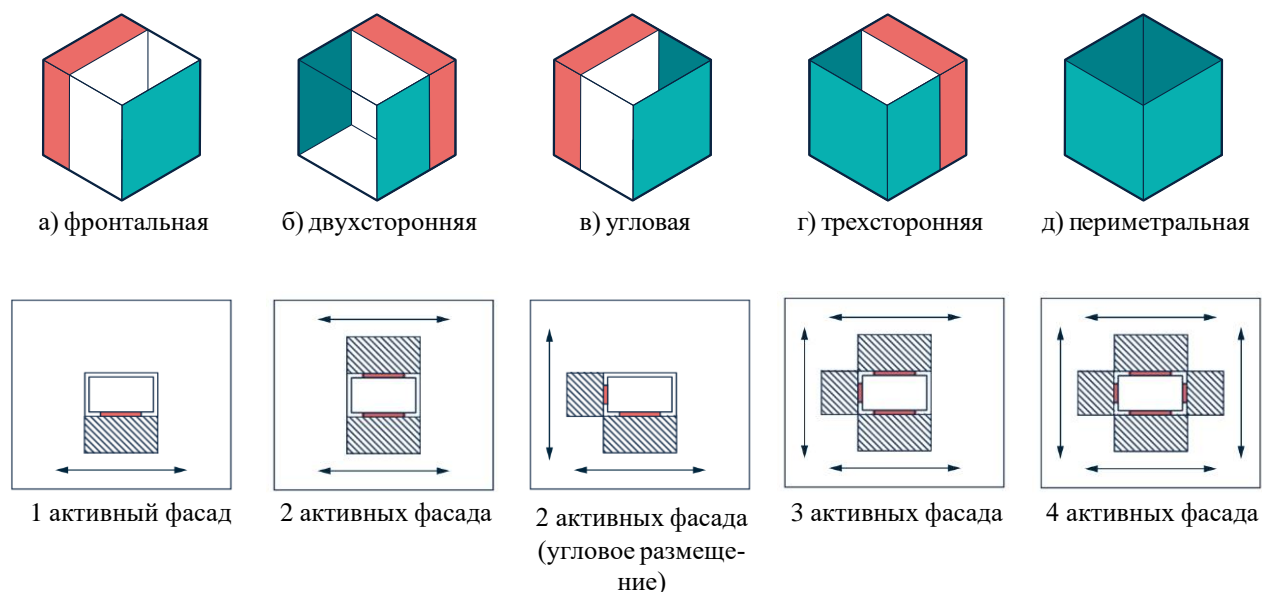 а) фронтальная
б) двухсторонняя
в) угловая
г) трехсторонняя
д) периметральная
1 активный фасад
2 активных фасада
2 активных фасада
(угловое размеще-
ние)
3 активных фасада
4 активных фасада